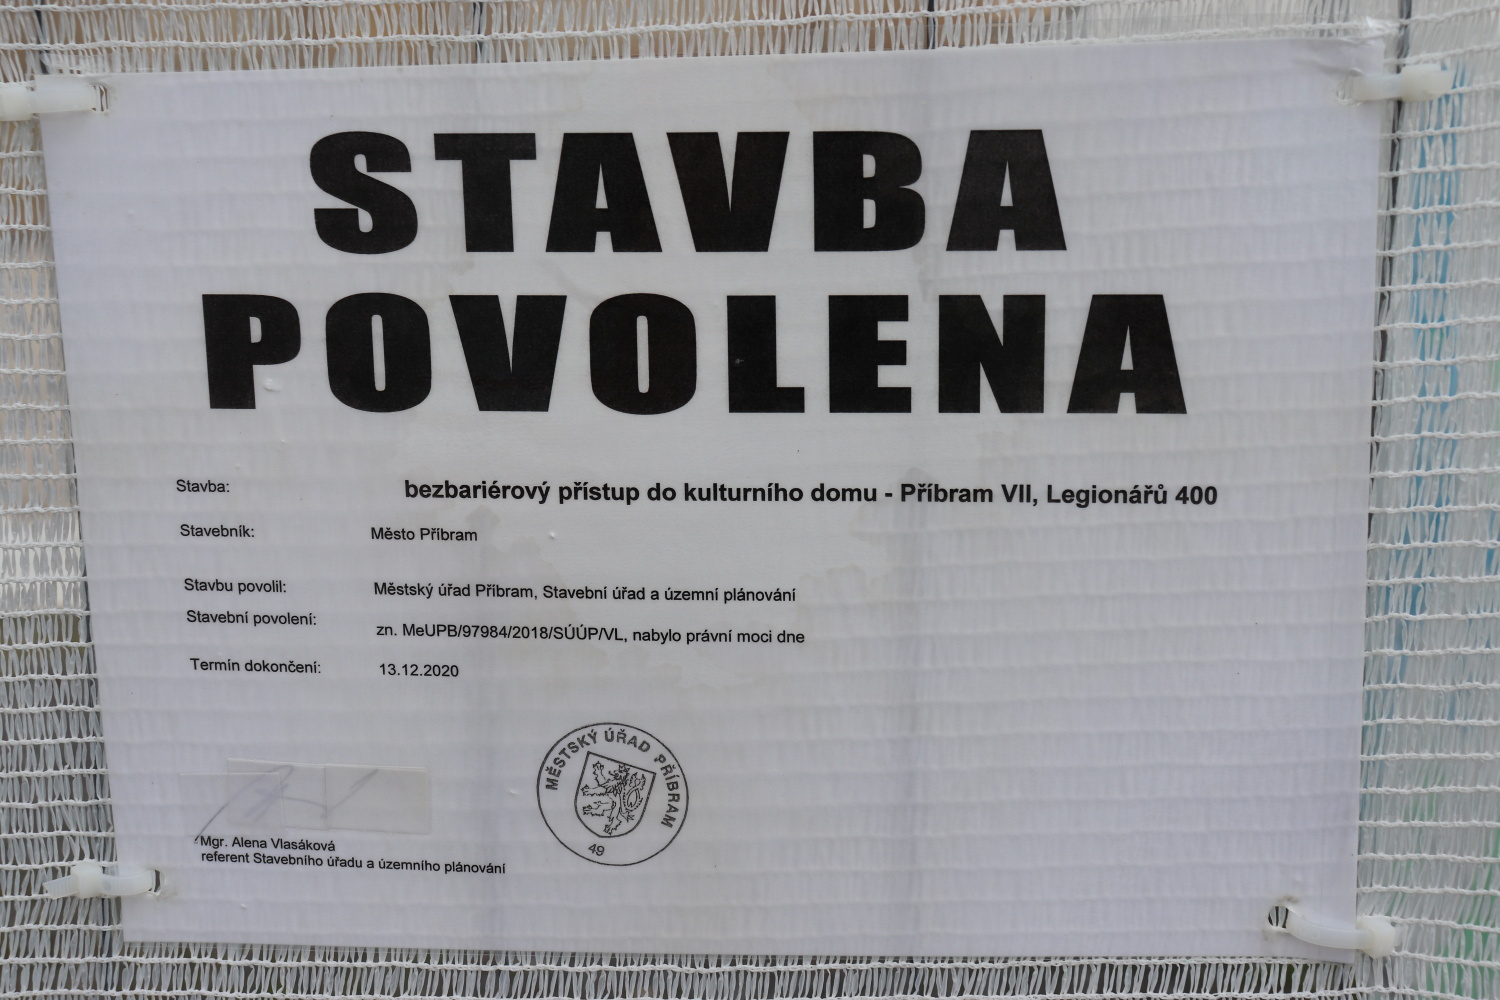 STAVBA
POVOLENA
Stavba: bezbariérový přístup do kulturního domu - Příbram VII, Legionářů 400
Stavebník: Město Příbram
Stavbu povolil: Městský úřad Příbram, Stavební úřad a územní plánování
Stavební povolení: zn. MeUPB/97984/2018/SÚÚP/VL, nabylo právní moci dne
Termín dokončení: 13.12.2020
MĚSTSKÝ ÚŘAD PŘÍBRAM
49
Mgr. Alena Vlasáková
referent Stavebního úřadu a územního plánování